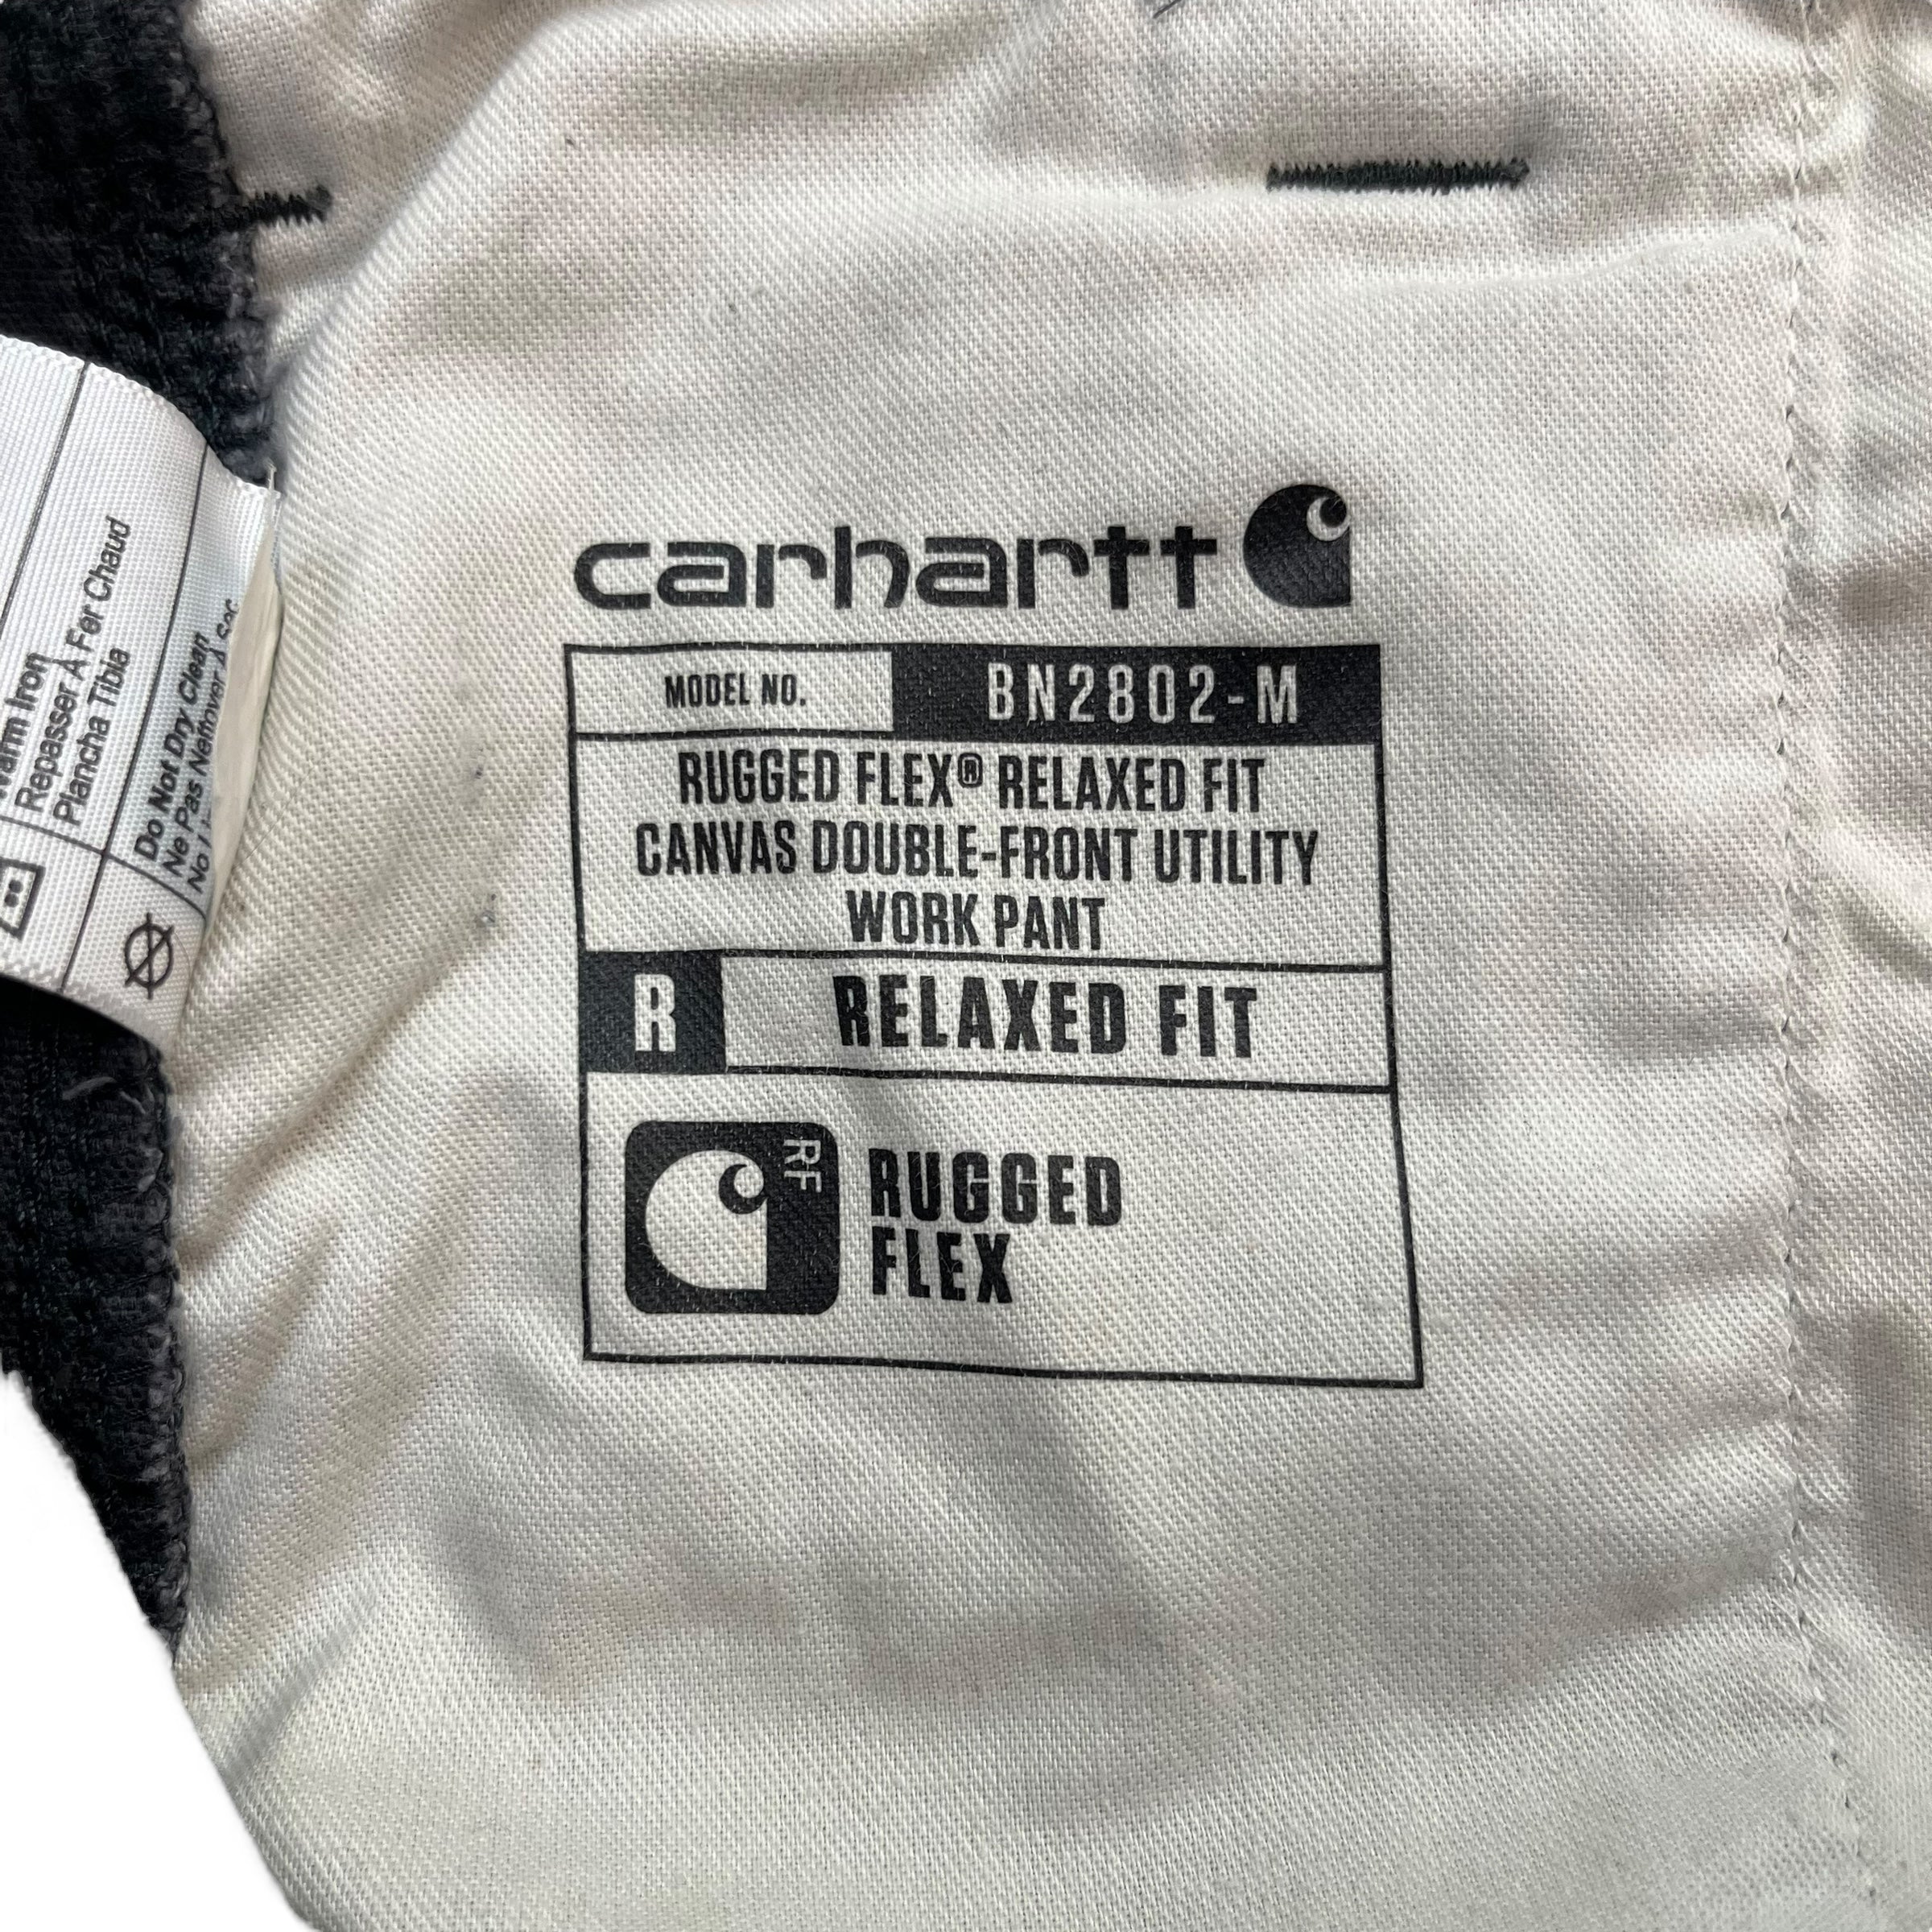 carhartt
MODEL NO. BN2802-M
RUGGED FLEX® RELAXED FIT
CANVAS DOUBLE-FRONT UTILITY
WORK PANT
R RELAXED FIT
RF
RUGGED
FLEX
Warm Iron
Repasser À Fer Chaud
Plancha Tibia
Do Not Dry Clean
Ne Pas Nettoyer À Sec
No